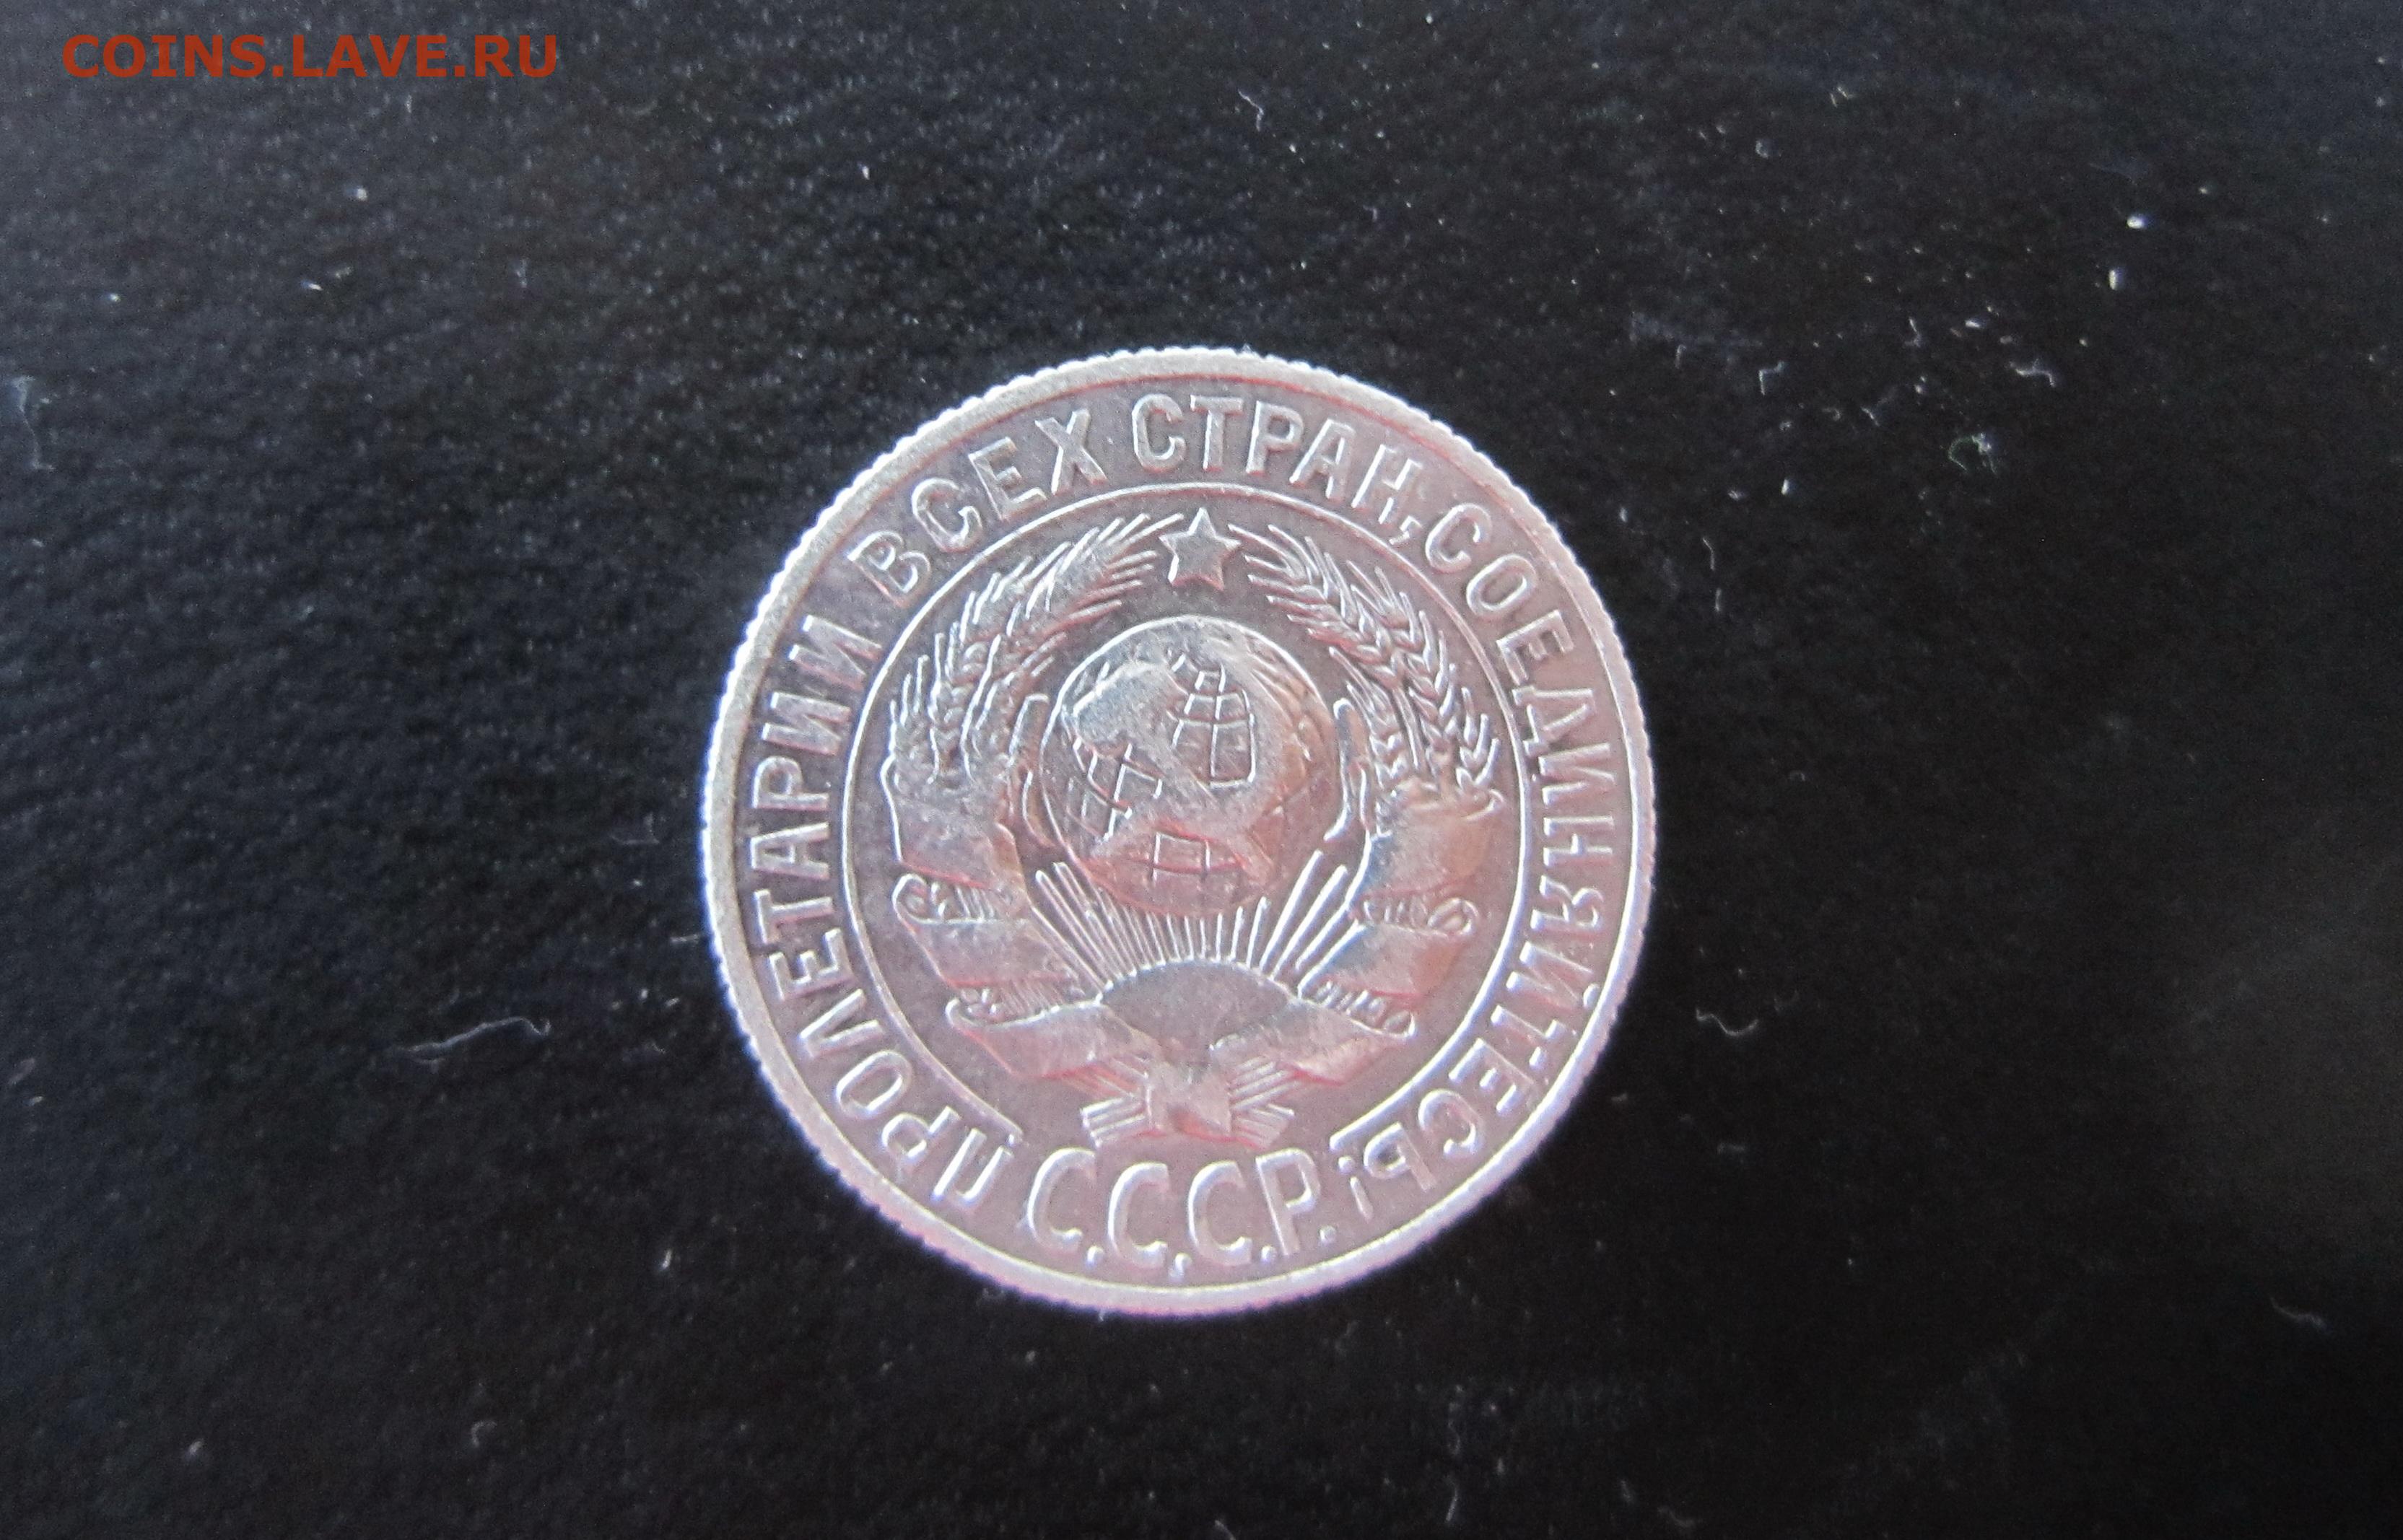 COINS.LAVE.RU
ПРОЛЕТАРИИ ВСЕХ СТРАН, СОЕДИНЯЙТЕСЬ!
С.С.С.Р.